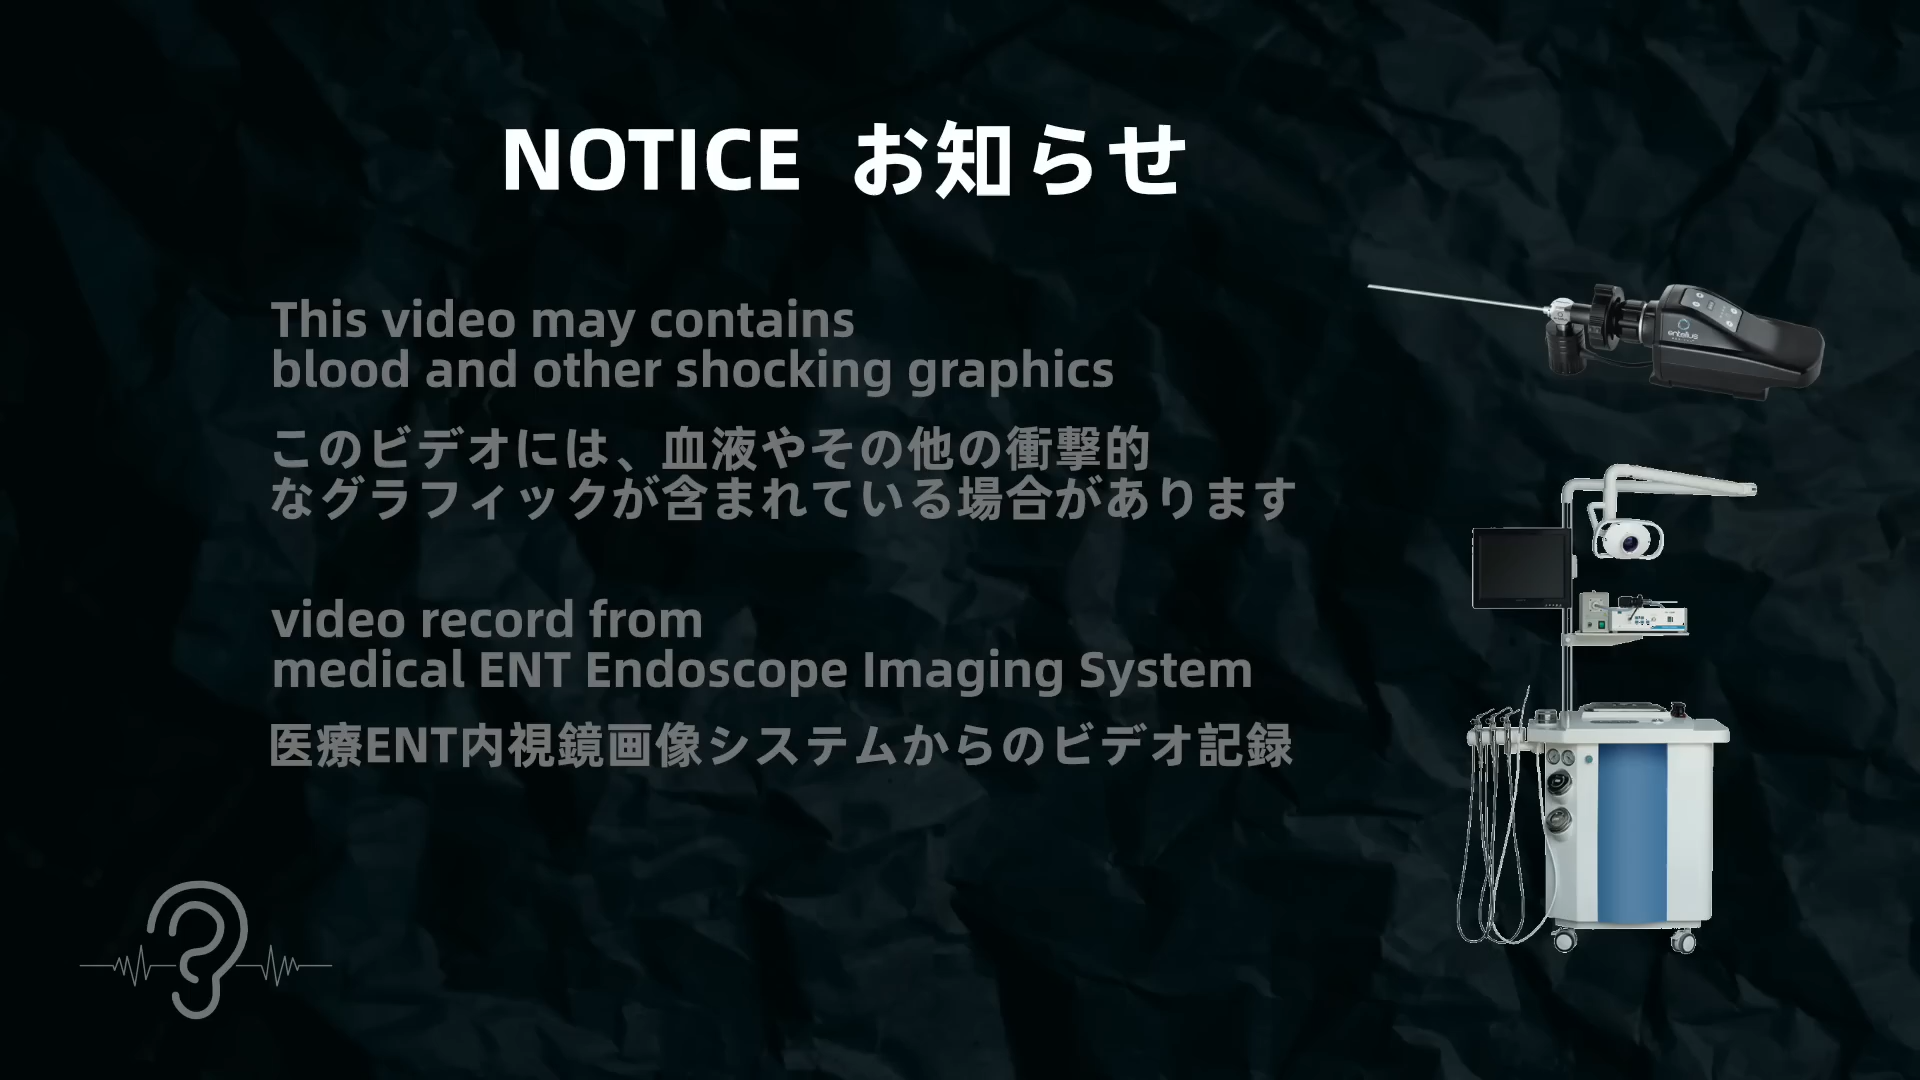 NOTICE お知らせ
This video may contains
blood and other shocking graphics
このビデオには、血液やその他の衝撃的
なグラフィックが含まれている場合があります
video record from
medical ENT Endoscope Imaging System
医療ENT内視鏡画像システムからのビデオ記録
entellus